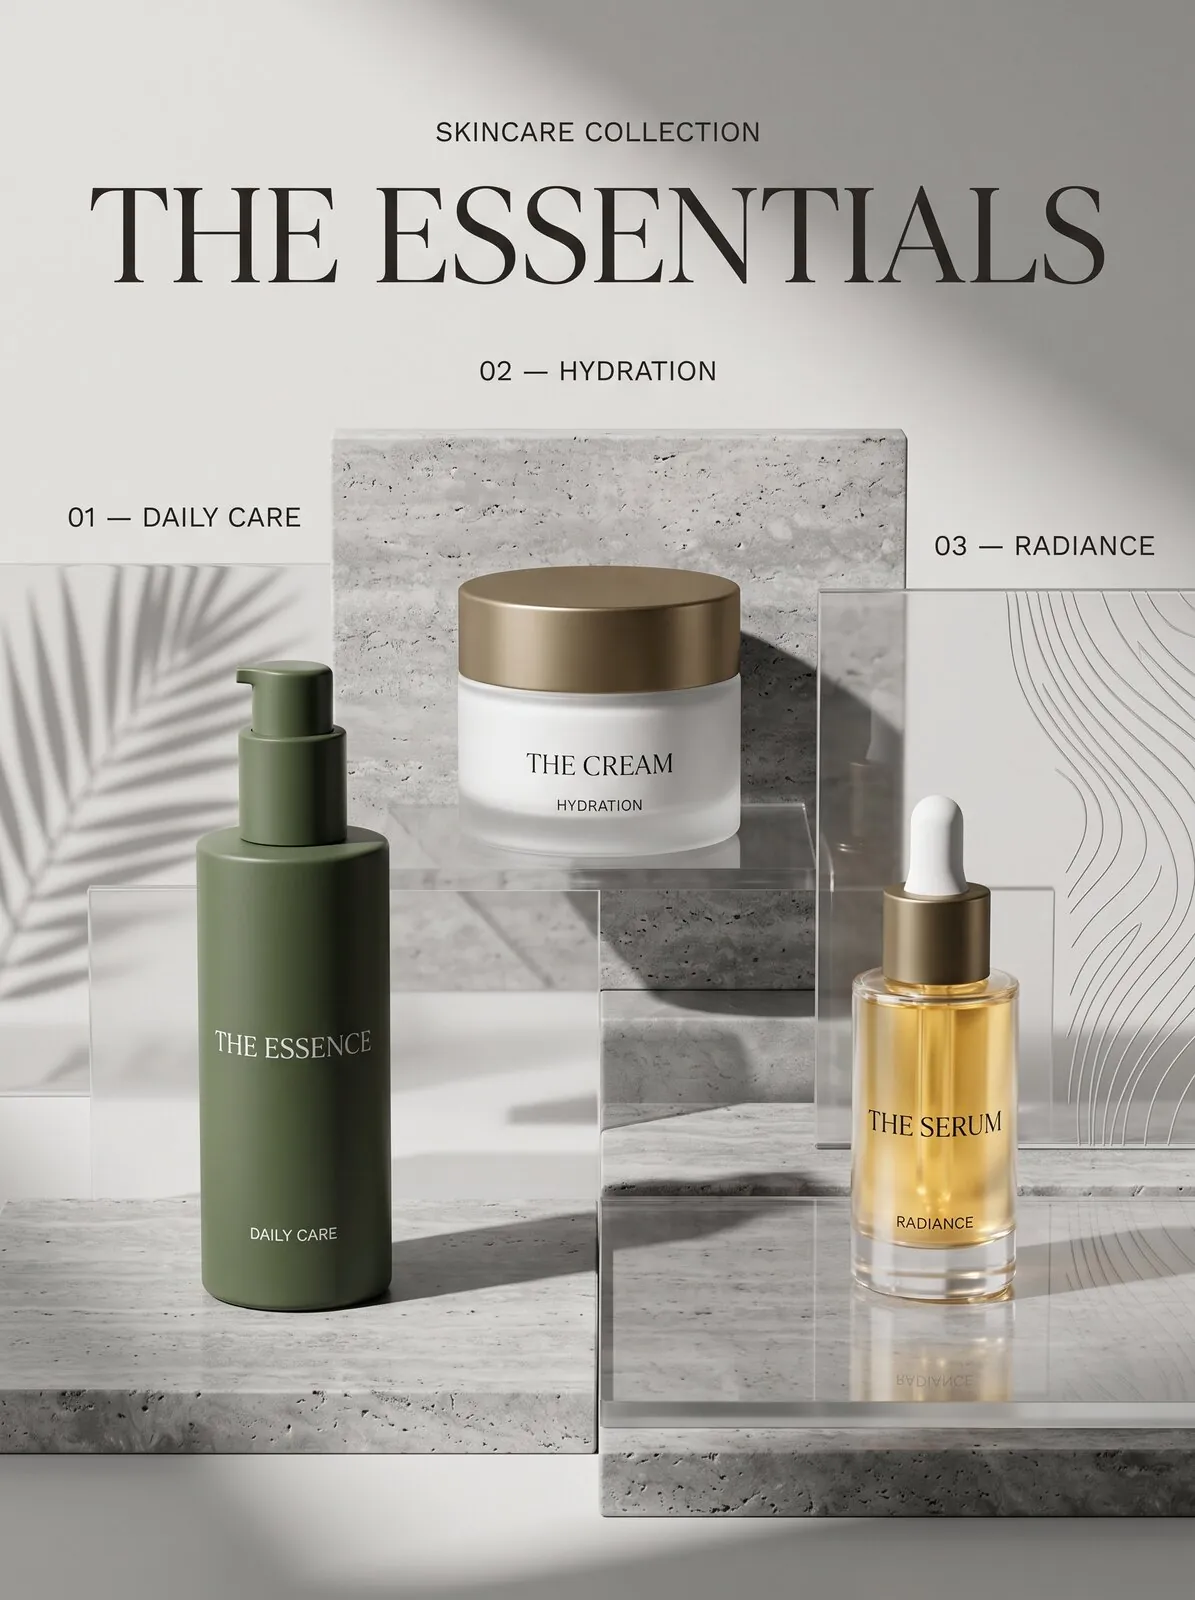 SKINCARE COLLECTION
THE ESSENTIALS
02 — HYDRATION
01 — DAILY CARE
03 — RADIANCE
THE CREAM
HYDRATION
THE ESSENCE
DAILY CARE
THE SERUM
RADIANCE
RADIANCE